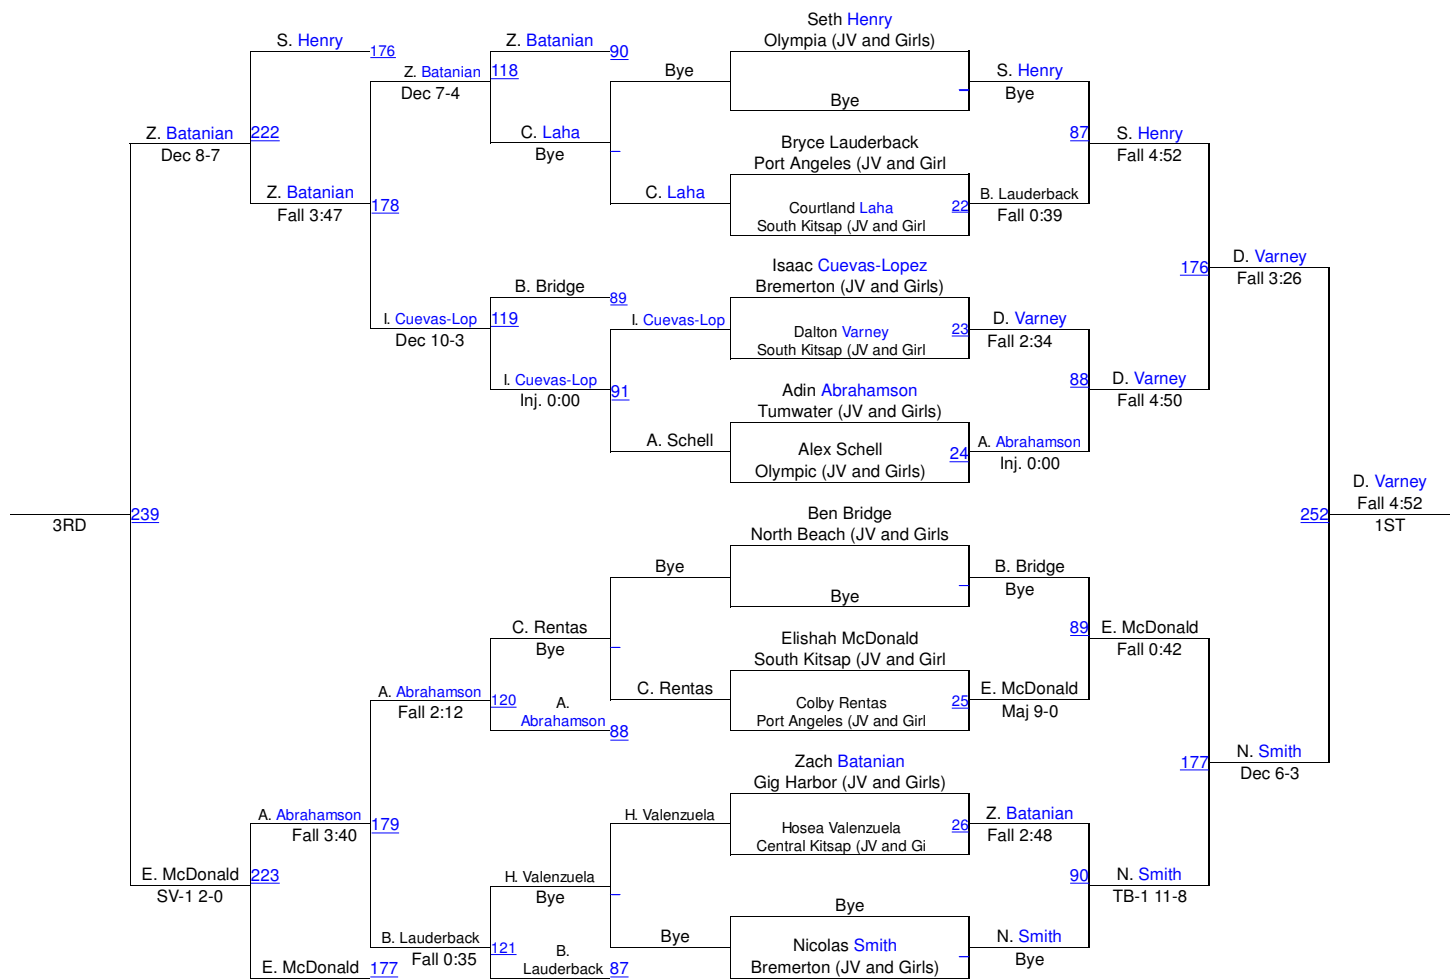 Seth Henry
S. Henry
Z. Batanian
Olympia (JV and Girls)
176
90
Z. Batanian
118
Bye
S. Henry
Dec 7-4
Bye
Bye
Z. Batanian
222
C. Laha
87
S. Henry
Dec 8-7
Bye
Bryce Lauderback
Fall 4:52
Port Angeles (JV and Girl
Z. Batanian
C. Laha
B. Lauderback
Fall 3:47
178
Courtland Laha
22
Fall 0:39
South Kitsap (JV and Girl
Isaac Cuevas-Lopez
176
D. Varney
B. Bridge
Bremerton (JV and Girls)
Fall 3:26
89
I. Cuevas-Lop
119
I. Cuevas-Lop
Dalton Varney
23
D. Varney
Dec 10-3
South Kitsap (JV and Girl
Fall 2:34
I. Cuevas-Lop
91
Adin Abrahamson
88
D. Varney
Inj. 0:00
Tumwater (JV and Girls)
Fall 4:50
A. Schell
Alex Schell
24
A. Abrahamson
Olympic (JV and Girls)
Inj. 0:00
D. Varney
Fall 4:52
3RD
239
Ben Bridge
252
1ST
North Beach (JV and Girls
Bye
B. Bridge
Bye
Bye
C. Rentas
Elishah McDonald
89
E. McDonald
Bye
South Kitsap (JV and Girl
Fall 0:42
A. Abrahamson
120
A.
C. Rentas
Colby Rentas
25
E. McDonald
Fall 2:12
Abrahamson
88
Port Angeles (JV and Girl
Maj 9-0
Zach Batanian
177
N. Smith
Gig Harbor (JV and Girls)
Dec 6-3
A. Abrahamson
179
H. Valenzuela
Hosea Valenzuela
26
Z. Batanian
Fall 3:40
Central Kitsap (JV and Gi
Fall 2:48
E. McDonald
223
H. Valenzuela
90
N. Smith
SV-1 2-0
Bye
Bye
TB-1 11-8
B. Lauderback
121
B.
Bye
Nicolas Smith
N. Smith
Fall 0:35
Lauderback
87
Bremerton (JV and Girls)
Bye
E. McDonald
177